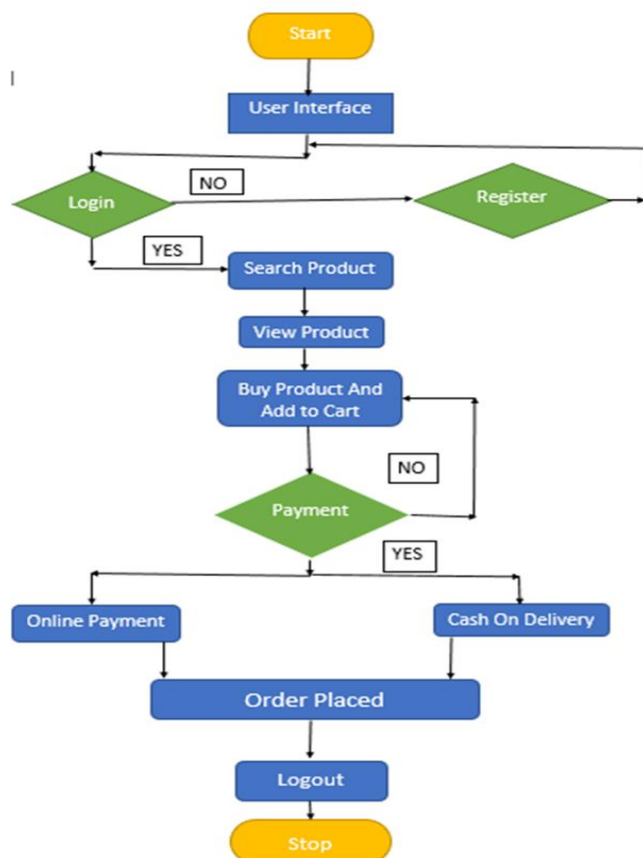 Start
User Interface
NO
Login
Register
YES
Search Product
View Product
Buy Product And
Add to Cart
NO
Payment
YES
Online Payment
Cash On Delivery
Order Placed
Logout
Stop